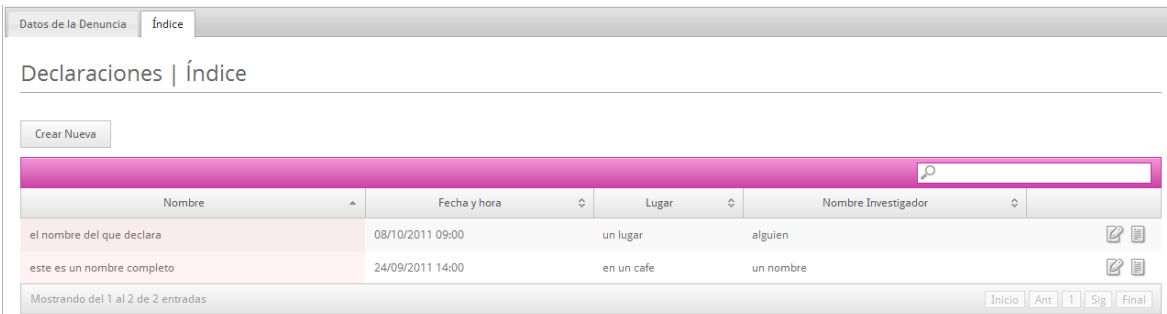 Datos de la Denuncia Índice
Declaraciones | Índice
Crear Nueva
Nombre Fecha y hora Lugar Nombre Investigador
el nombre del que declara 08/10/2011 09:00 un lugar alguien
este es un nombre completo 24/09/2011 14:00 en un cafe un nombre
Mostrando del 1 al 2 de 2 entradas Inicio Ant 1 Sig Final